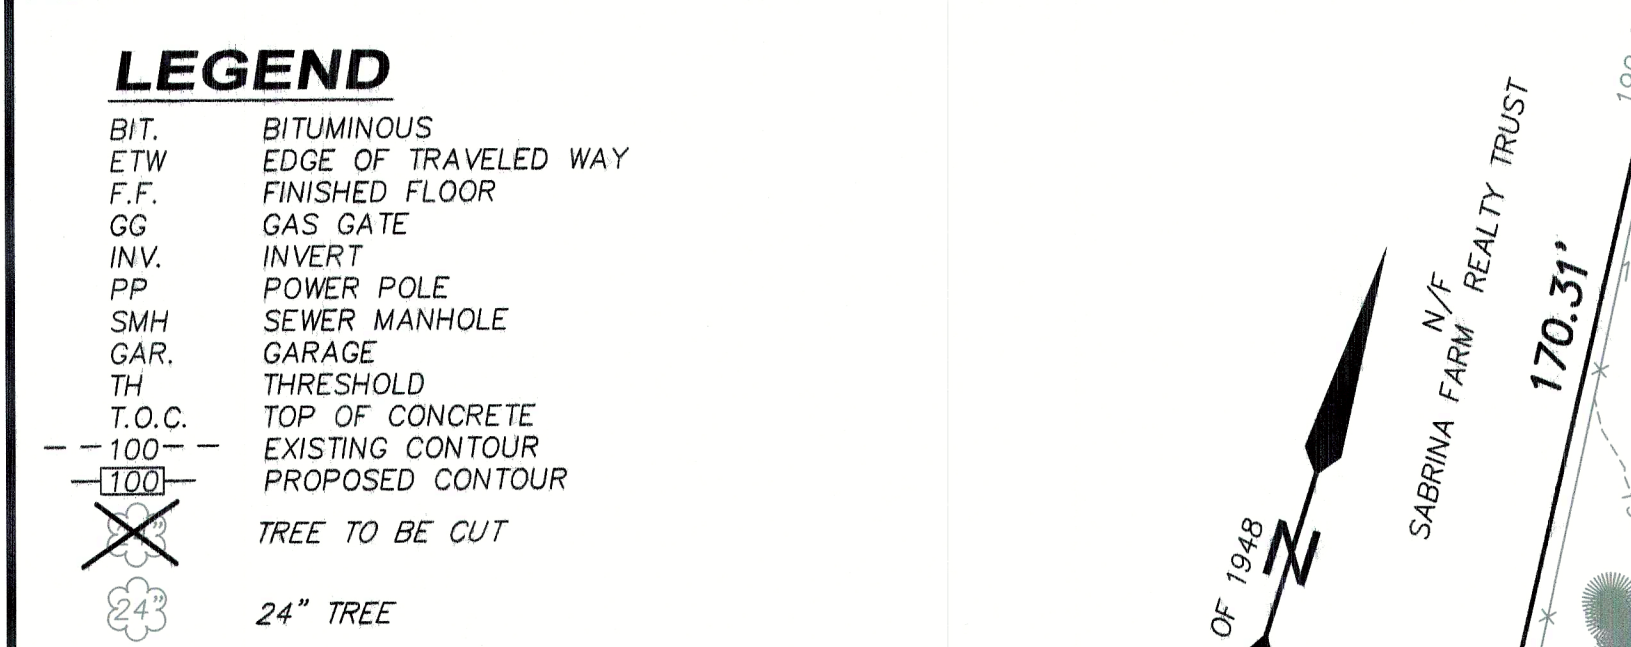 LEGEND
BIT. BITUMINOUS
ETW EDGE OF TRAVELED WAY
F.F. FINISHED FLOOR
GG GAS GATE
INV. INVERT
PP POWER POLE
SMH SEWER MANHOLE
GAR. GARAGE
TH THRESHOLD
T.O.C. TOP OF CONCRETE
100 EXISTING CONTOUR
100 PROPOSED CONTOUR
TREE TO BE CUT
24" 24" TREE
OF 1948
N
N/F
SABRINA FARM REALTY TRUST
170.31'